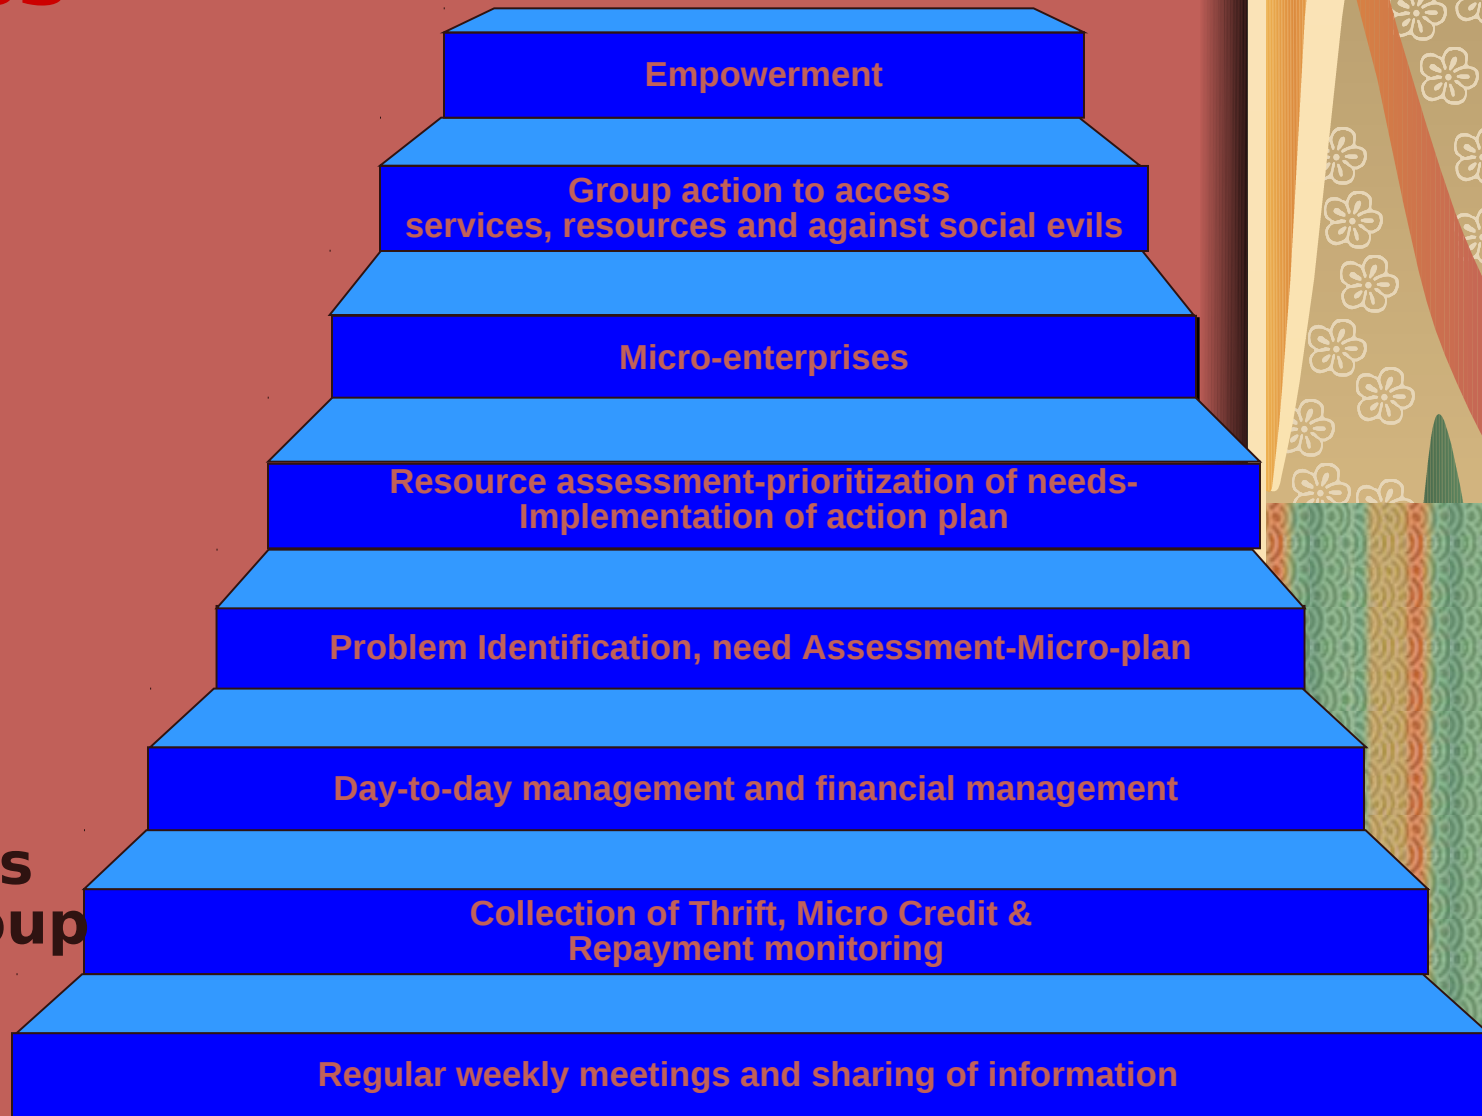 Empowerment
Group action to access
services, resources and against social evils
Micro-enterprises
Resource assessment-prioritization of needs-
Implementation of action plan
Problem Identification, need Assessment-Micro-plan
Day-to-day management and financial management
Collection of Thrift, Micro Credit &
Repayment monitoring
Regular weekly meetings and sharing of information